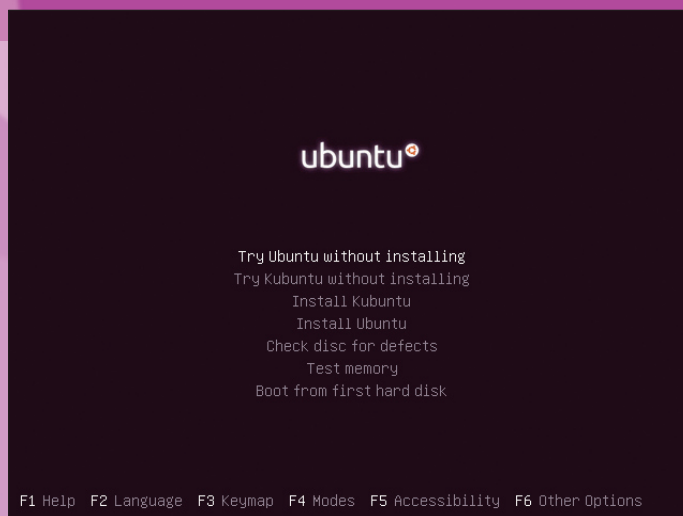 ubuntu
Try Ubuntu without installing
Try Kubuntu without installing
Install Kubuntu
Install Ubuntu
Check disc for defects
Test memory
Boot from first hard disk
F1 Help F2 Language F3 Keymap F4 Modes F5 Accessibility F6 Other Options